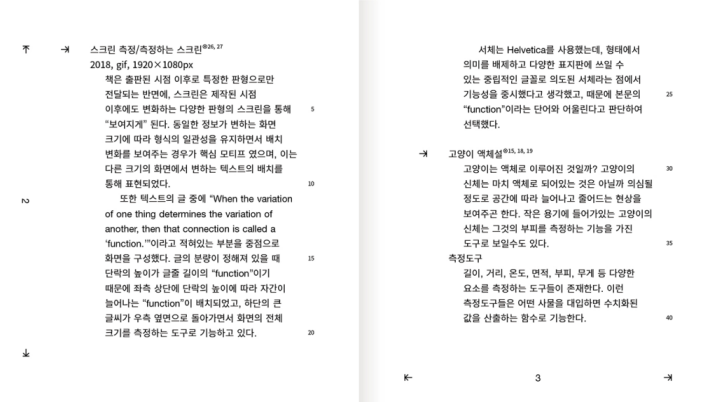 스크린 측정/측정하는 스크린⊕26, 27
2018, gif, 1920×1080px
책은 출판된 시점 이후로 특정한 판형으로만
전달되는 반면에, 스크린은 제작된 시점
이후에도 변화하는 다양한 판형의 스크린을 통해
5
“보여지게” 된다. 동일한 정보가 변하는 화면
크기에 따라 형식의 일관성을 유지하면서 배치
변화를 보여주는 경우가 핵심 모티프 였으며, 이는
다른 크기의 화면에서 변하는 텍스트의 배치를
통해 표현되었다.
10
또한 텍스트의 글 중에 “When the variation
of one thing determines the variation of
another, then that connection is called a
‘function.’”이라고 적혀있는 부분을 중점으로
화면을 구성했다. 글의 분량이 정해져 있을 때
15
단락의 높이가 글줄 길이의 “function”이기
때문에 좌측 상단에 단락의 높이에 따라 자간이
늘어나는 “function”이 배치되었고, 하단의 큰
글씨가 우측 옆면으로 돌아가면서 화면의 전체
크기를 측정하는 도구로 기능하고 있다.
20
2
서체는 Helvetica를 사용했는데, 형태에서
의미를 배제하고 다양한 표지판에 쓰일 수
있는 중립적인 글꼴로 의도된 서체라는 점에서
기능성을 중시했다고 생각했고, 때문에 본문의
25
“function”이라는 단어와 어울린다고 판단하여
선택했다.
고양이 액체설⊕15, 18, 19
고양이는 액체로 이루어진 것일까? 고양이의
30
신체는 마치 액체로 되어있는 것은 아닐까 의심될
정도로 공간에 따라 늘어나고 줄어드는 현상을
보여주곤 한다. 작은 용기에 들어가있는 고양이의
신체는 그것의 부피를 측정하는 기능을 가진
도구로 보일수도 있다.
35
측정도구
길이, 거리, 온도, 면적, 부피, 무게 등 다양한
요소를 측정하는 도구들이 존재한다. 이런
측정도구들은 어떤 사물을 대입하면 수치화된
값을 산출하는 함수로 기능한다.
40
3